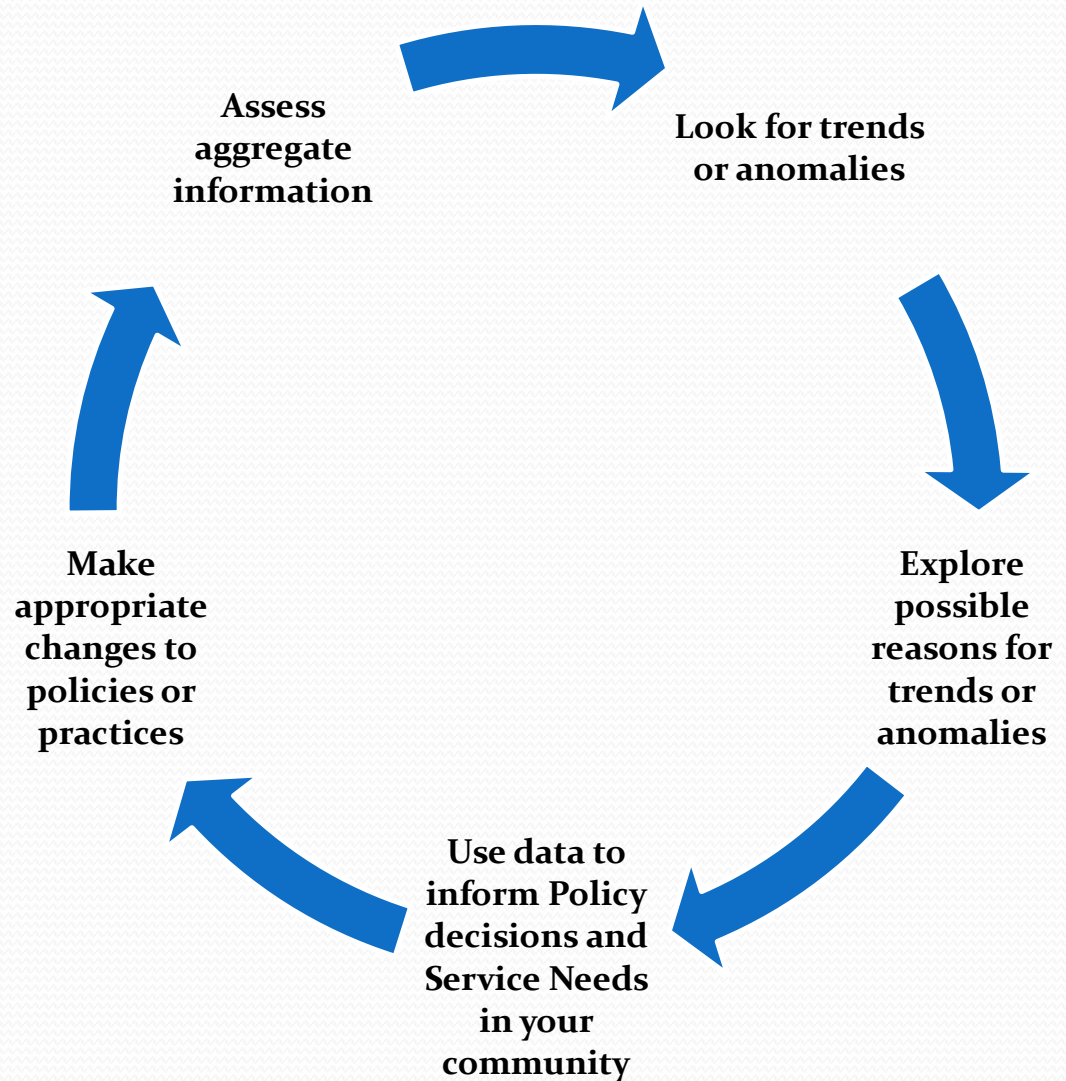 Assess
aggregate
information
Look for trends
or anomalies
Explore
possible
reasons for
trends or
anomalies
Use data to
inform Policy
decisions and
Service Needs
in your
community
Make
appropriate
changes to
policies or
practices